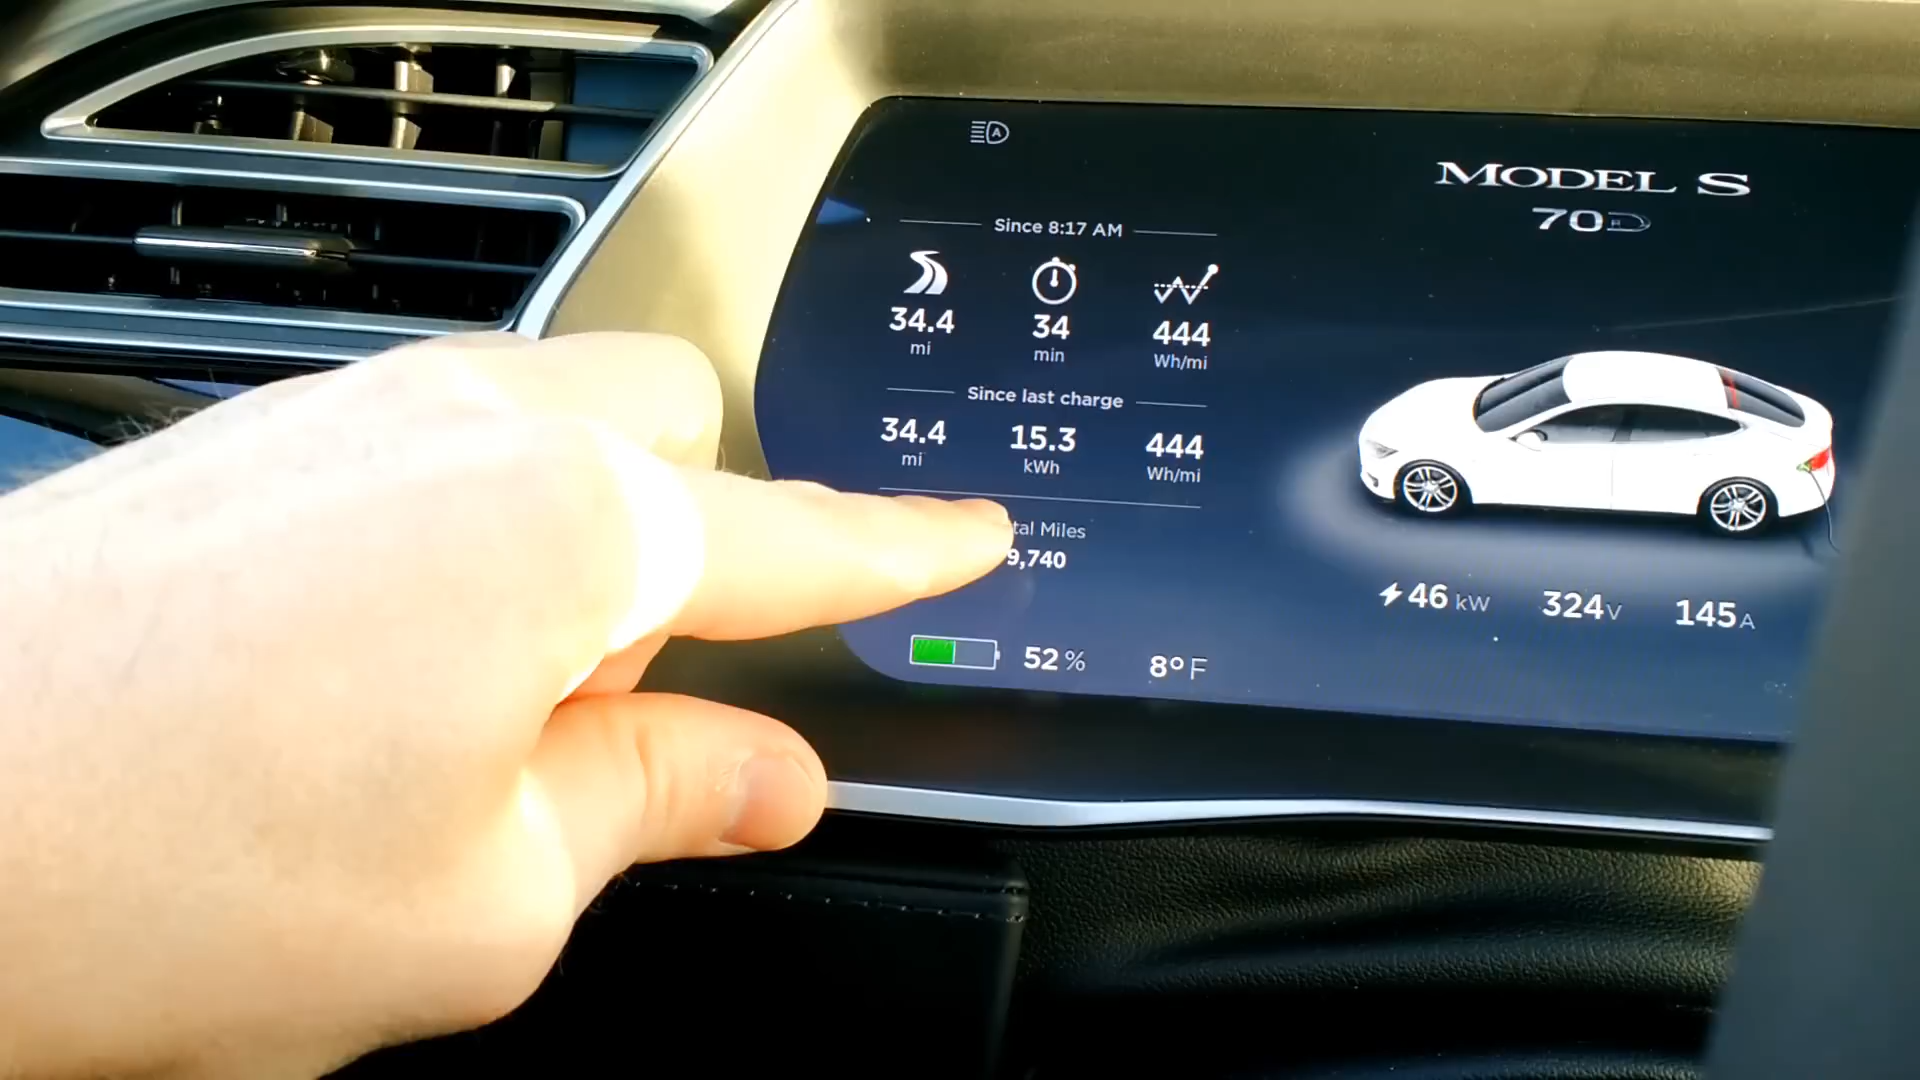 A
MODEL S
70D
Since 8:17 AM
34.4 34 444
mi min Wh/mi
Since last charge
34.4 15.3 444
mi kWh Wh/mi
tal Miles
9,740
46 kW 324 V 145 A
52 % 8° F